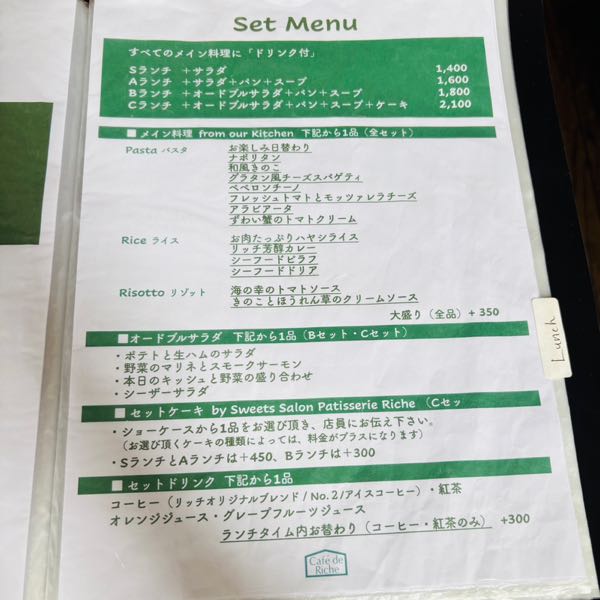 Set Menu
すべてのメイン料理に「ドリンク付」
Sランチ ＋サラダ 1,400
Aランチ ＋サラダ＋パン＋スープ 1,600
Bランチ ＋オードブルサラダ＋パン＋スープ 1,800
Cランチ ＋オードブルサラダ＋パン＋スープ＋ケーキ 2,100
■メイン料理 from our Kitchen 下記から1品（全セット）
Pasta パスタ お楽しみ日替わり
ナポリタン
和風きのこ
グラタン風チーズスパゲティ
ペペロンチーノ
フレッシュトマトとモッツァレラチーズ
アラビアータ
ずわい蟹のトマトクリーム
Rice ライス お肉たっぷりハヤシライス
リッチ芳醇カレー
シーフードピラフ
シーフードドリア
Risotto リゾット 海の幸のトマトソース
きのことほうれん草のクリームソース
大盛り（全品）+ 350
■オードブルサラダ 下記から1品（Bセット・Cセット）
・ポテトと生ハムのサラダ
・野菜のマリネとスモークサーモン
・本日のキッシュと野菜の盛り合わせ
・シーザーサラダ
■ セットケーキ by Sweets Salon Patisserie Riche （Cセッ
・ショーケースから1品をお選び頂き、店員にお伝え下さい。
（お選び頂くケーキの種類によっては、料金がプラスになります）
・SランチとAランチは＋450、Bランチは＋300
■ セットドリンク 下記から1品
コーヒー（リッチオリジナルブレンド / No.2/アイスコーヒー）・紅茶
オレンジジュース・グレープフルーツジュース
ランチタイム内お替わり（コーヒー・紅茶のみ） +300
Café de
Riche
Lunch